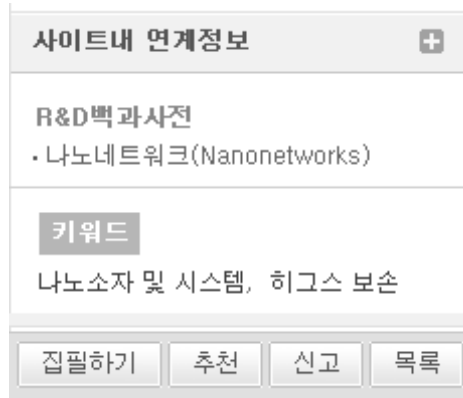 사이트내 연계정보
R&D백과사전
· 나노네트워크(Nanonetworks)
키워드
나노소자 및 시스템, 히그스 보손
집필하기 추천 신고 목록